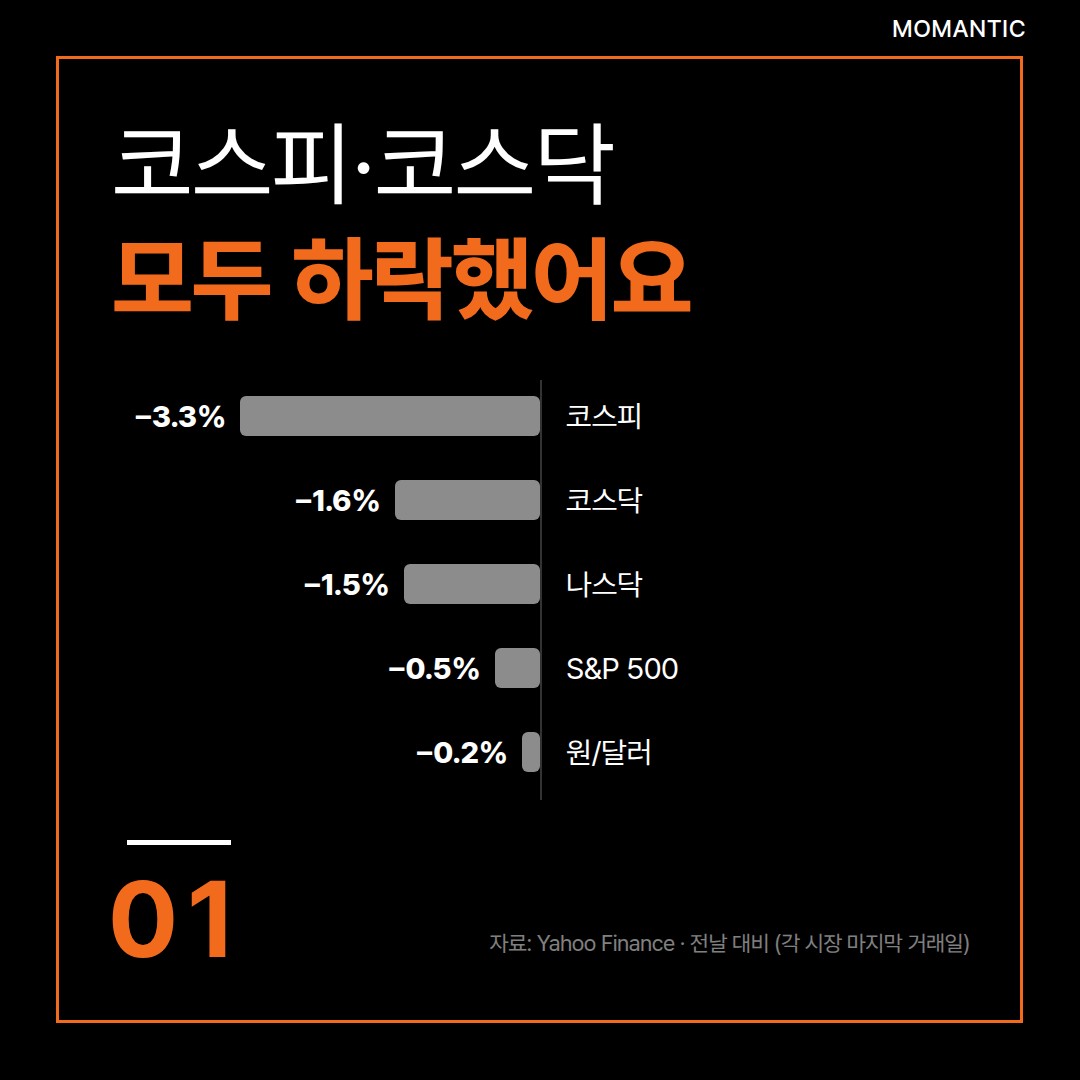 MOMANTIC
코스피·코스닥
모두 하락했어요
−3.3% 코스피
−1.6% 코스닥
−1.5% 나스닥
−0.5% S&P 500
−0.2% 원/달러
01
자료: Yahoo Finance · 전날 대비 (각 시장 마지막 거래일)